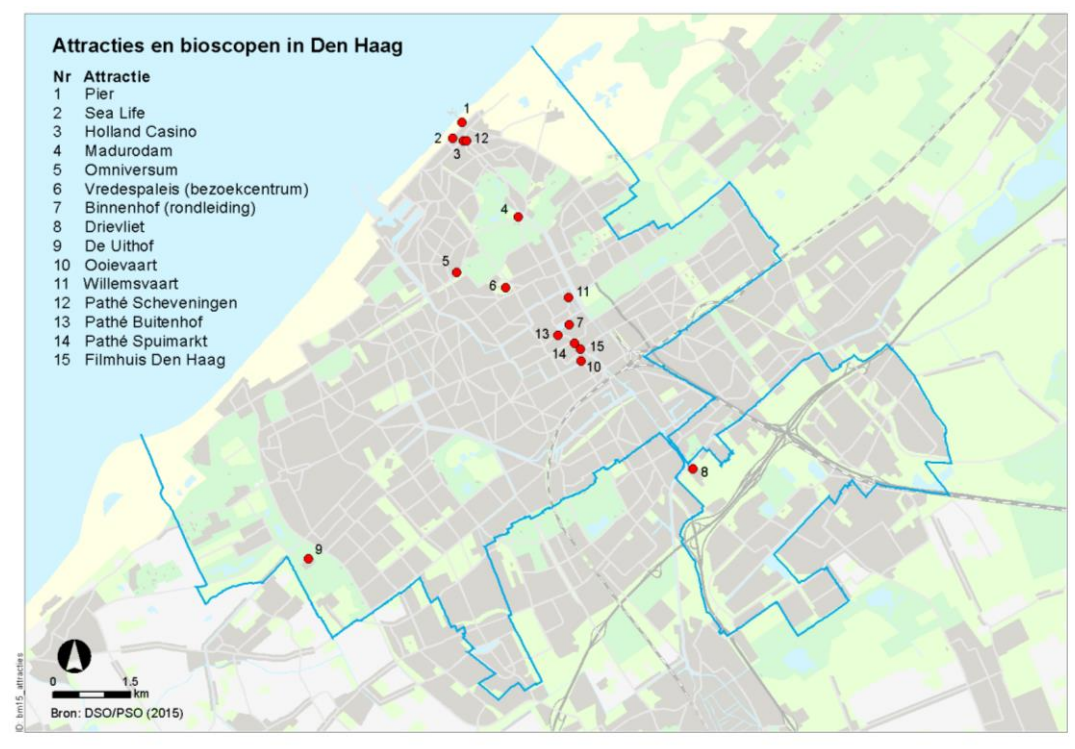 Attracties en bioscopen in Den Haag
Nr Attractie
1 Pier
2 Sea Life
3 Holland Casino
4 Madurodam
5 Omniversum
6 Vredespaleis (bezoekcentrum)
7 Binnenhof (rondleiding)
8 Drievliet
9 De Uithof
10 Ooievaart
11 Willemsvaart
12 Pathé Scheveningen
13 Pathé Buitenhof
14 Pathé Spuimarkt
15 Filmhuis Den Haag
1
2
12
3
4
5
6
11
7
13
14
15
10
8
9
0 1.5
km
Bron: DSO/PSO (2015)
ID: bm15_attracties